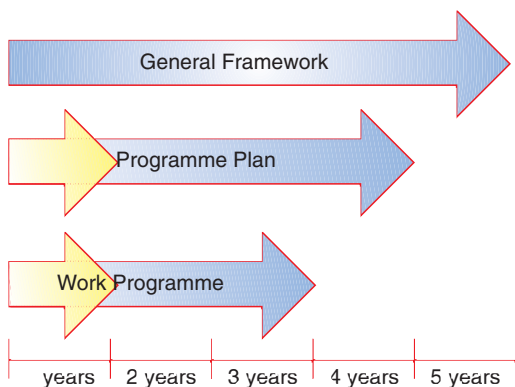 General Framework
Programme Plan
Work Programme
years 2 years 3 years 4 years 5 years